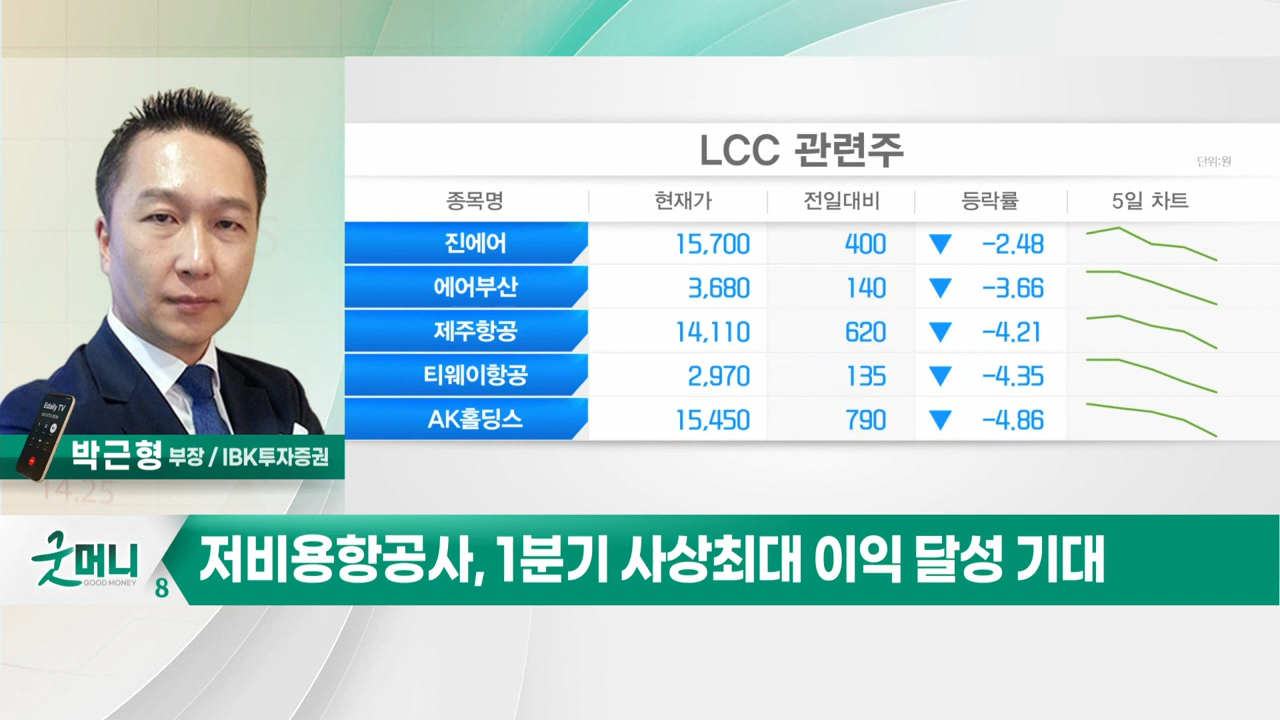 LCC 관련주
단위:원
종목명 현재가 전일대비 등락률 5일 차트
진에어 15,700 400 ▼ -2.48
에어부산 3,680 140 ▼ -3.66
제주항공 14,110 620 ▼ -4.21
티웨이항공 2,970 135 ▼ -4.35
AK홀딩스 15,450 790 ▼ -4.86
Edaily TV
박근형 부장 / IBK투자증권
14.25
굿머니
GOOD MONEY
8
저비용항공사, 1분기 사상최대 이익 달성 기대